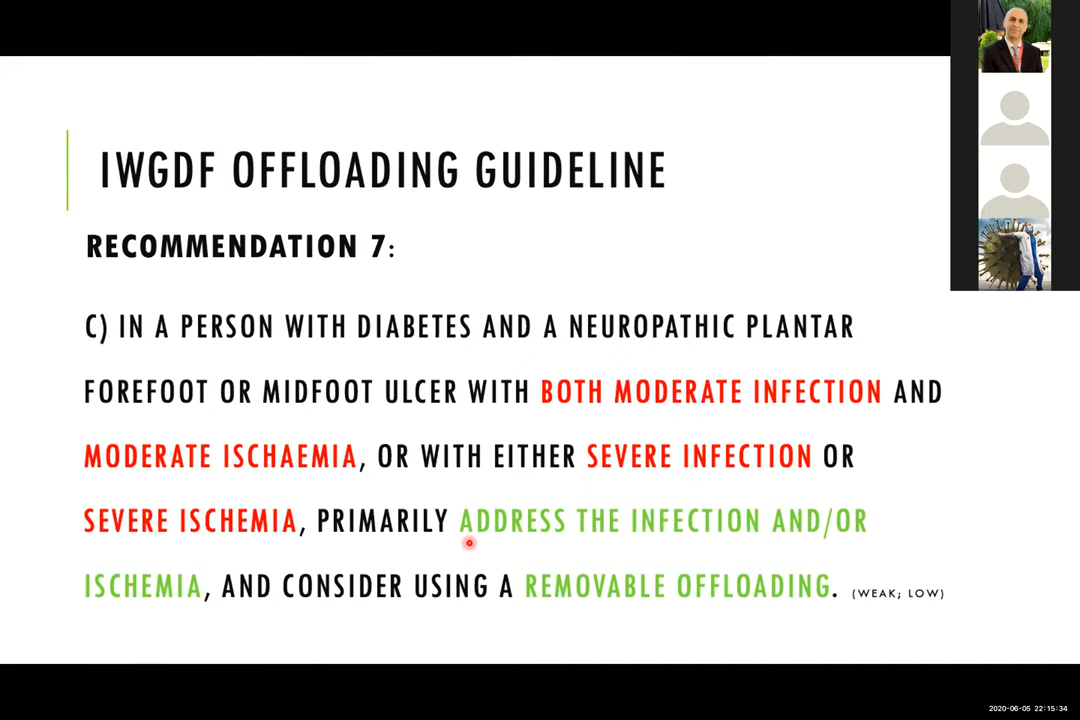 IWGDF OFFLOADING GUIDELINE
RECOMMENDATION 7:
C) IN A PERSON WITH DIABETES AND A NEUROPATHIC PLANTAR
FOREFOOT OR MIDFOOT ULCER WITH BOTH MODERATE INFECTION AND
MODERATE ISCHAEMIA, OR WITH EITHER SEVERE INFECTION OR
SEVERE ISCHEMIA, PRIMARILY ADDRESS THE INFECTION AND/OR
ISCHEMIA, AND CONSIDER USING A REMOVABLE OFFLOADING. (WEAK; LOW)
2020-06-05 22:15:34